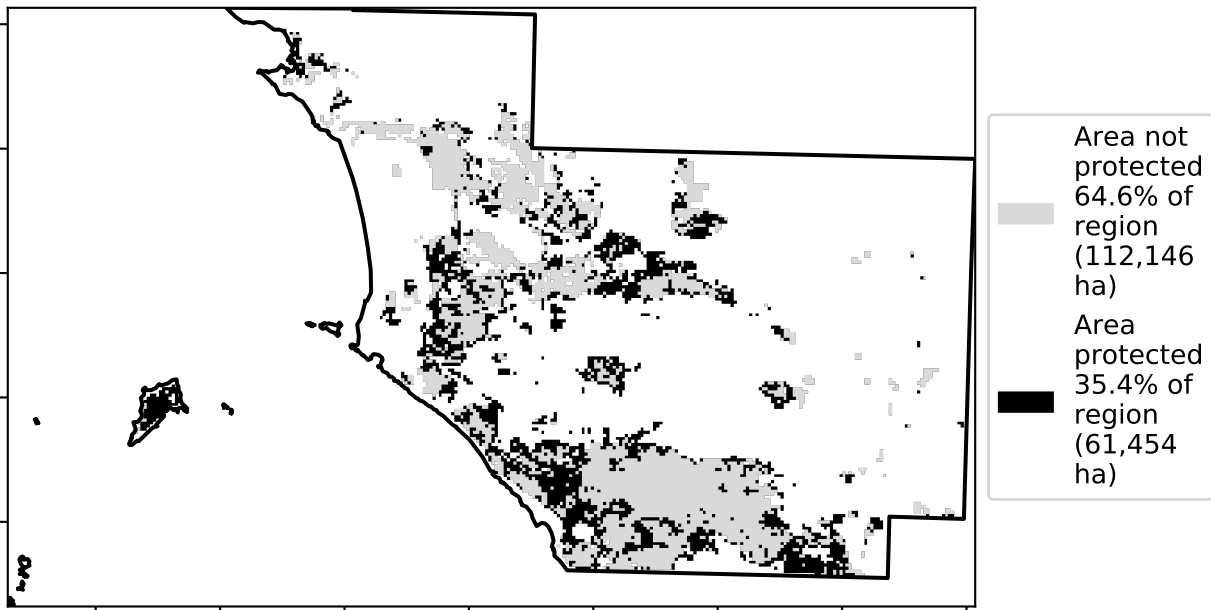 Area not
protected
64.6% of
region
(112,146
ha)
Area
protected
35.4% of
region
(61,454
ha)